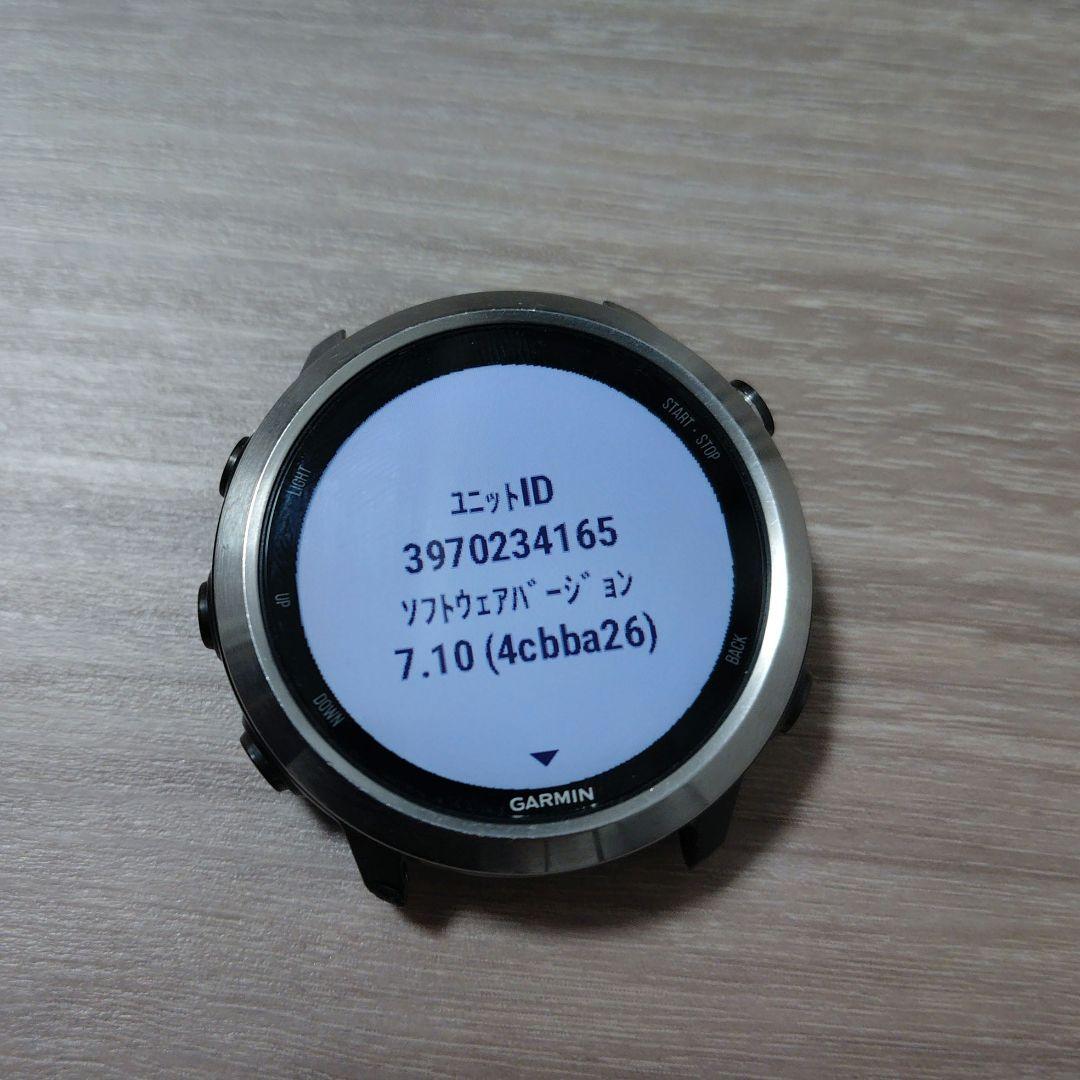 START・STOP
LIGHT
ﾕﾆｯﾄID
3970234165
UP
ｿﾌﾄｳｪｱﾊﾞｰｼﾞｮﾝ
7.10 (4cbba26)
BACK
DOWN
GARMIN